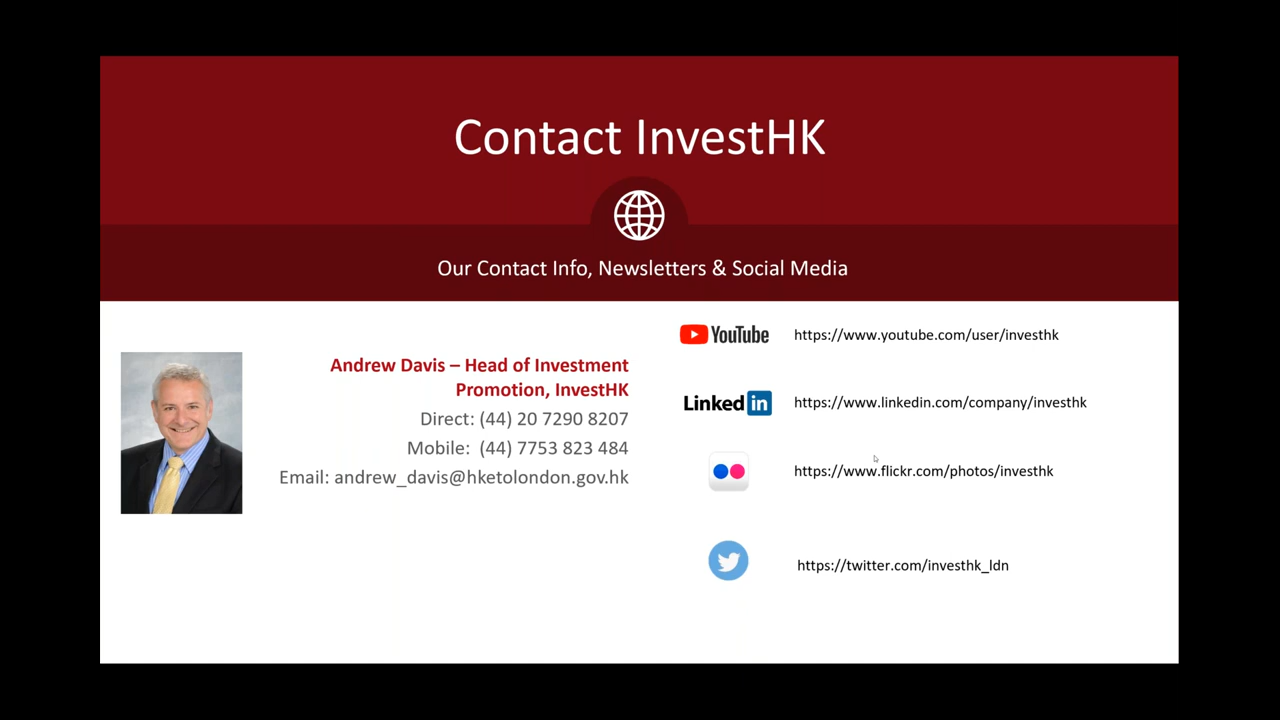 Contact InvestHK
Our Contact Info, Newsletters & Social Media
Andrew Davis – Head of Investment
Promotion, InvestHK
Direct: (44) 20 7290 8207
Mobile:  (44) 7753 823 484
Email: andrew_davis@hketolondon.gov.hk
YouTube https://www.youtube.com/user/investhk
Linked in https://www.linkedin.com/company/investhk
https://www.flickr.com/photos/investhk
https://twitter.com/investhk_ldn